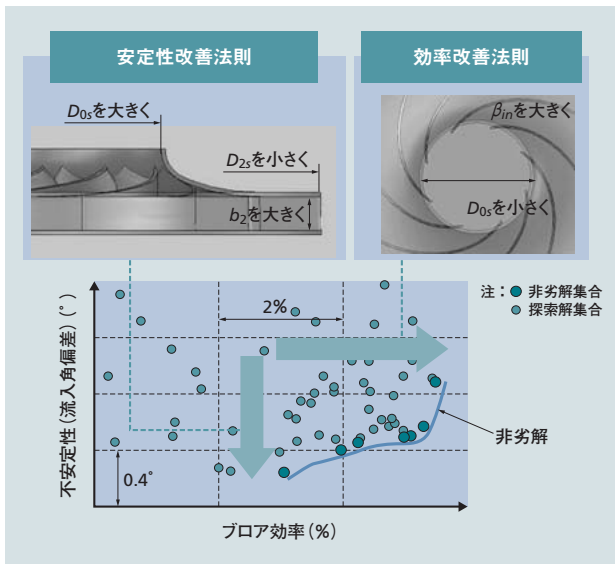 安定性改善法則
効率改善法則
D0sを大きく
D2sを小さく
b2を大きく
βinを大きく
D0sを小さく
注：
非劣解集合
探索解集合
2%
不安定性(流入角偏差)(°)
0.4°
非劣解
ブロア効率(%)